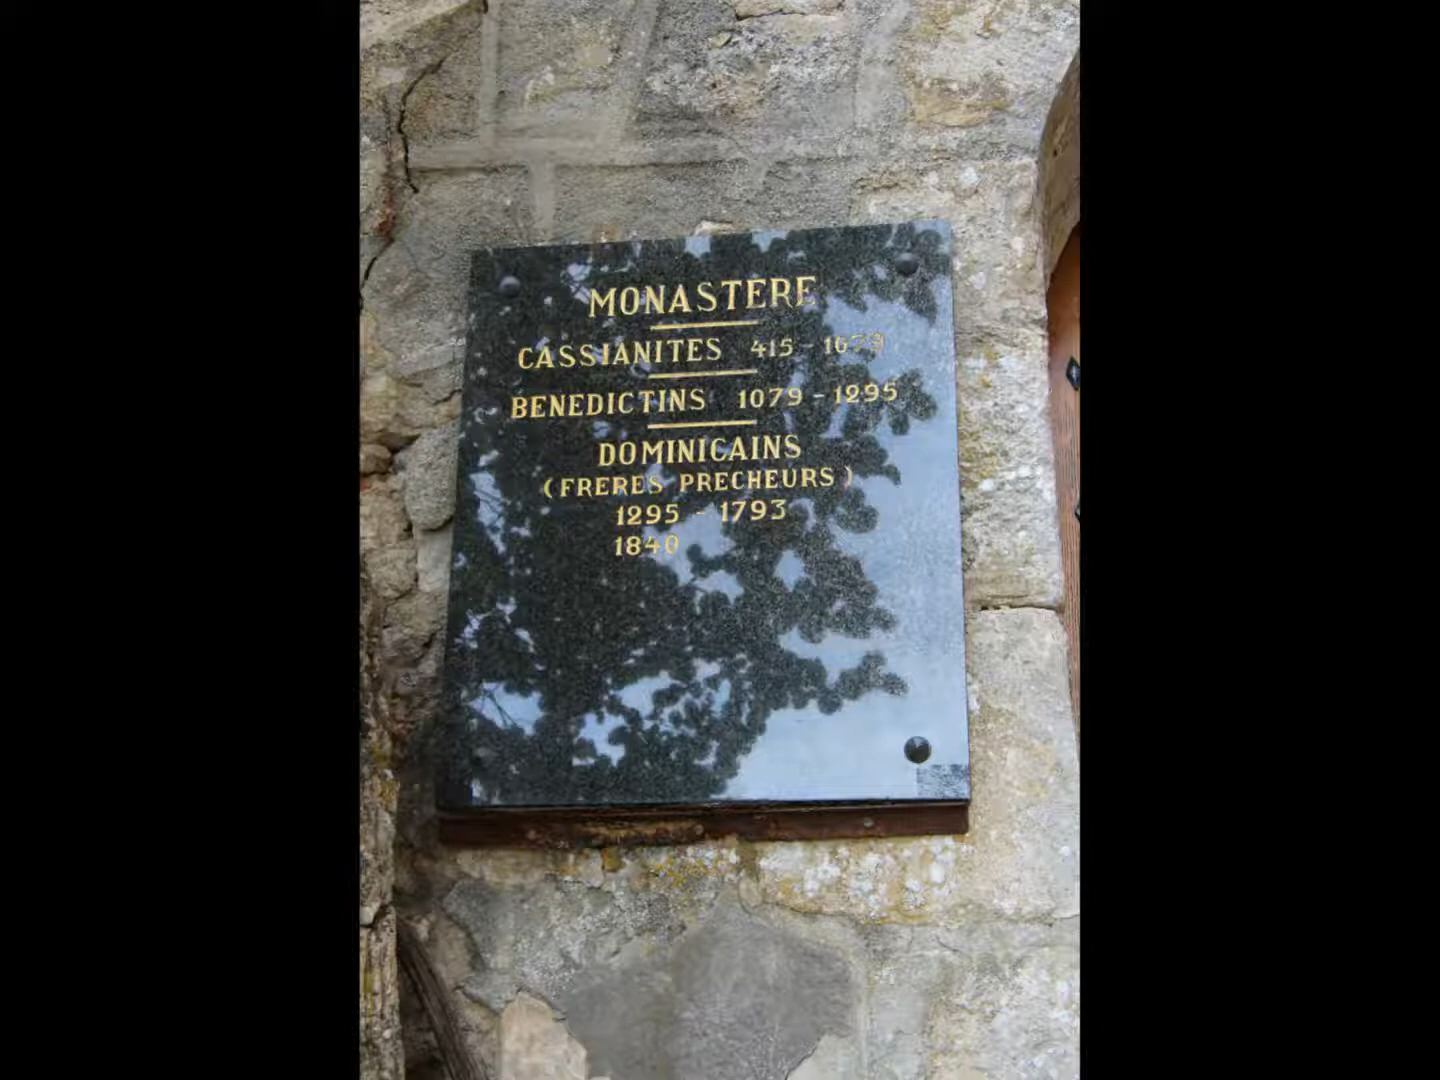 MONASTERE
CASSIANITES 415 - 1079
BENEDICTINS 1079 - 1295
DOMINICAINS
(FRERES PRECHEURS)
1295 - 1793
1840